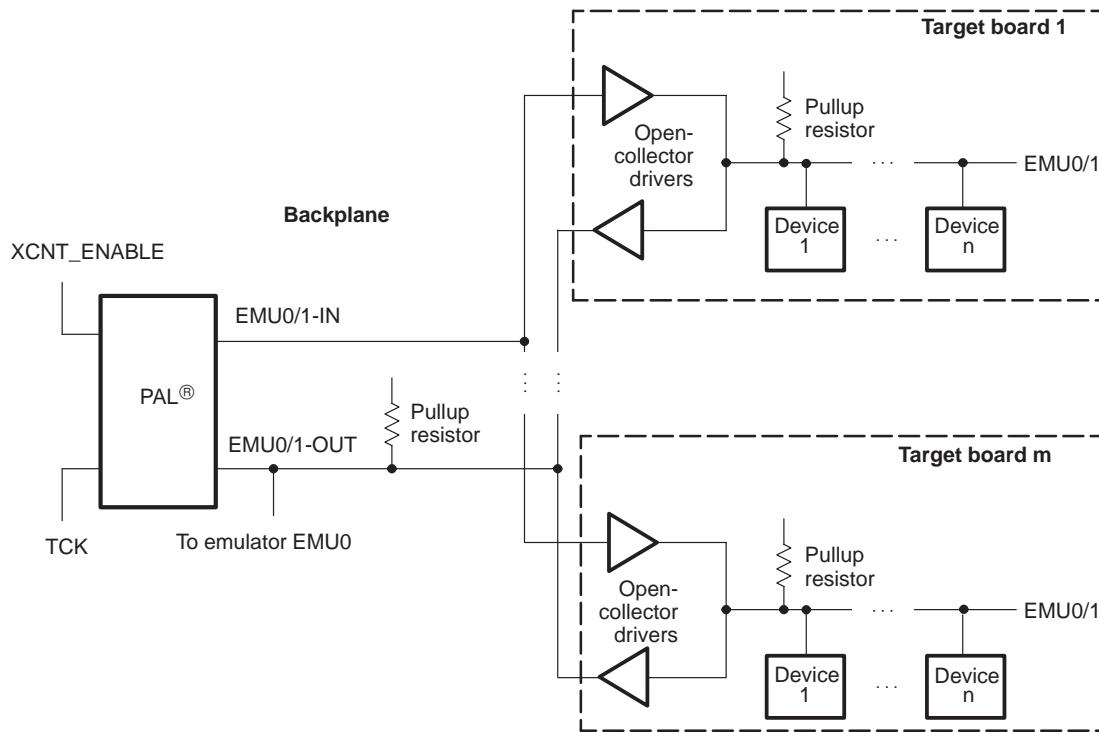 Target board 1
Pullup
resistor
Open-
collector
drivers
EMU0/1
Device
1
. . .
Device
n
. . .
. . .
Backplane
XCNT_ENABLE
EMU0/1-IN
PAL®
. . .
. . .
Pullup
resistor
EMU0/1-OUT
TCK
To emulator EMU0
Target board m
Pullup
resistor
Open-
collector
drivers
EMU0/1
Device
1
. . .
Device
n
. . .